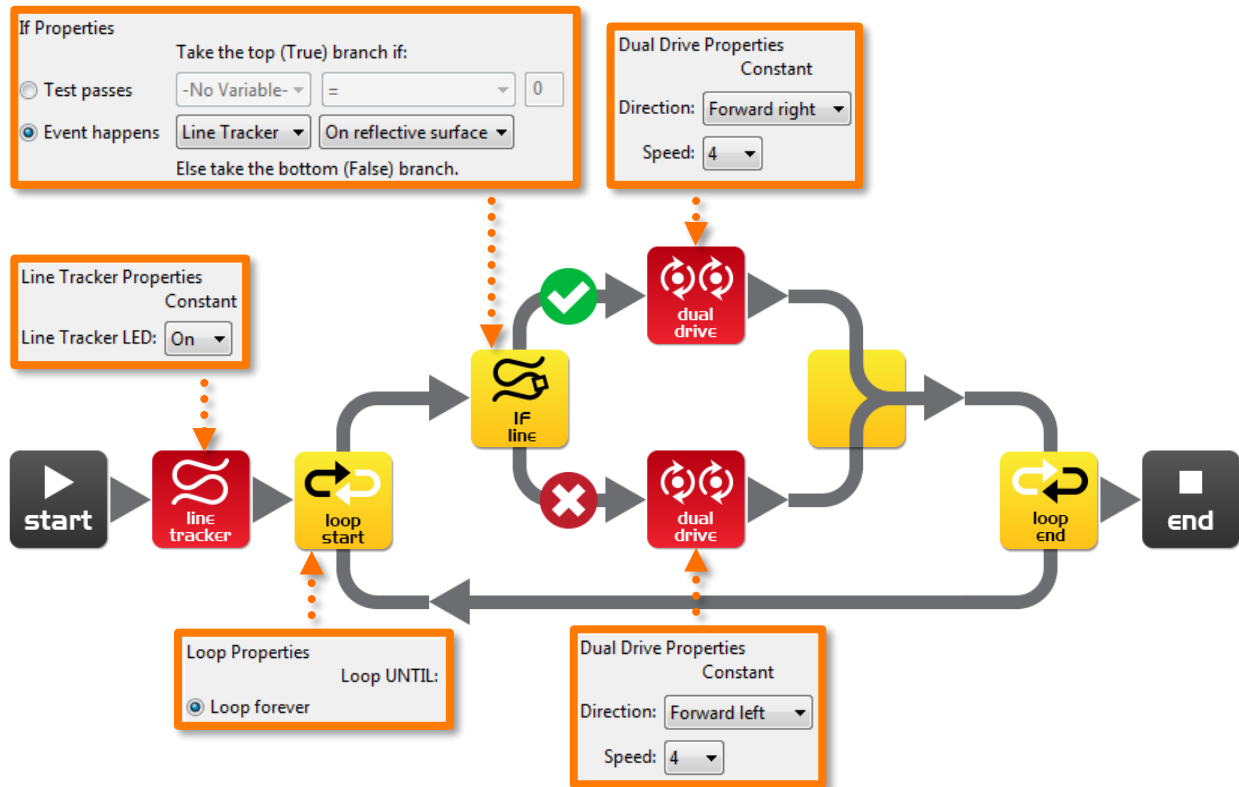 If Properties
Take the top (True) branch if:
Test passes -No Variable- = 0
Event happens Line Tracker On reflective surface
Else take the bottom (False) branch.
Dual Drive Properties
Constant
Direction: Forward right
Speed: 4
Line Tracker Properties
Constant
Line Tracker LED: On
dual
drive
IF
line
start
line
tracker
loop
start
dual
drive
loop
end
end
Loop Properties
Loop UNTIL:
Loop forever
Dual Drive Properties
Constant
Direction: Forward left
Speed: 4